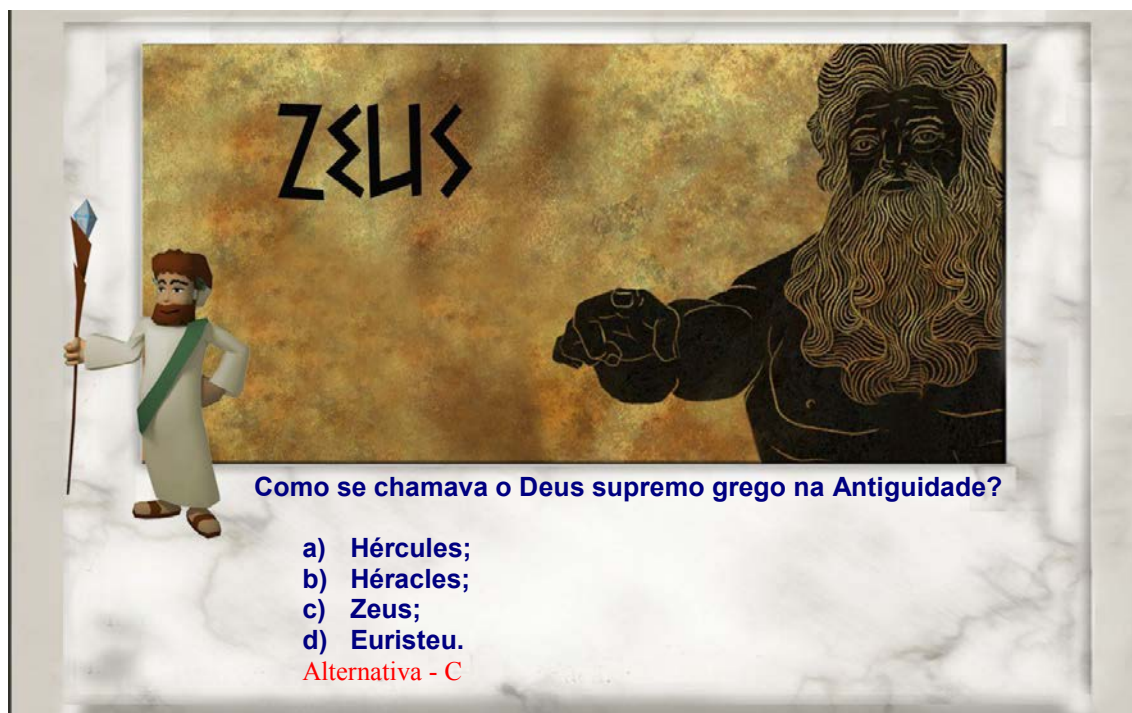 ZEUS
Como se chamava o Deus supremo grego na Antiguidade?
a) Hércules;
b) Héracles;
c) Zeus;
d) Euristeu.
Alternativa - C